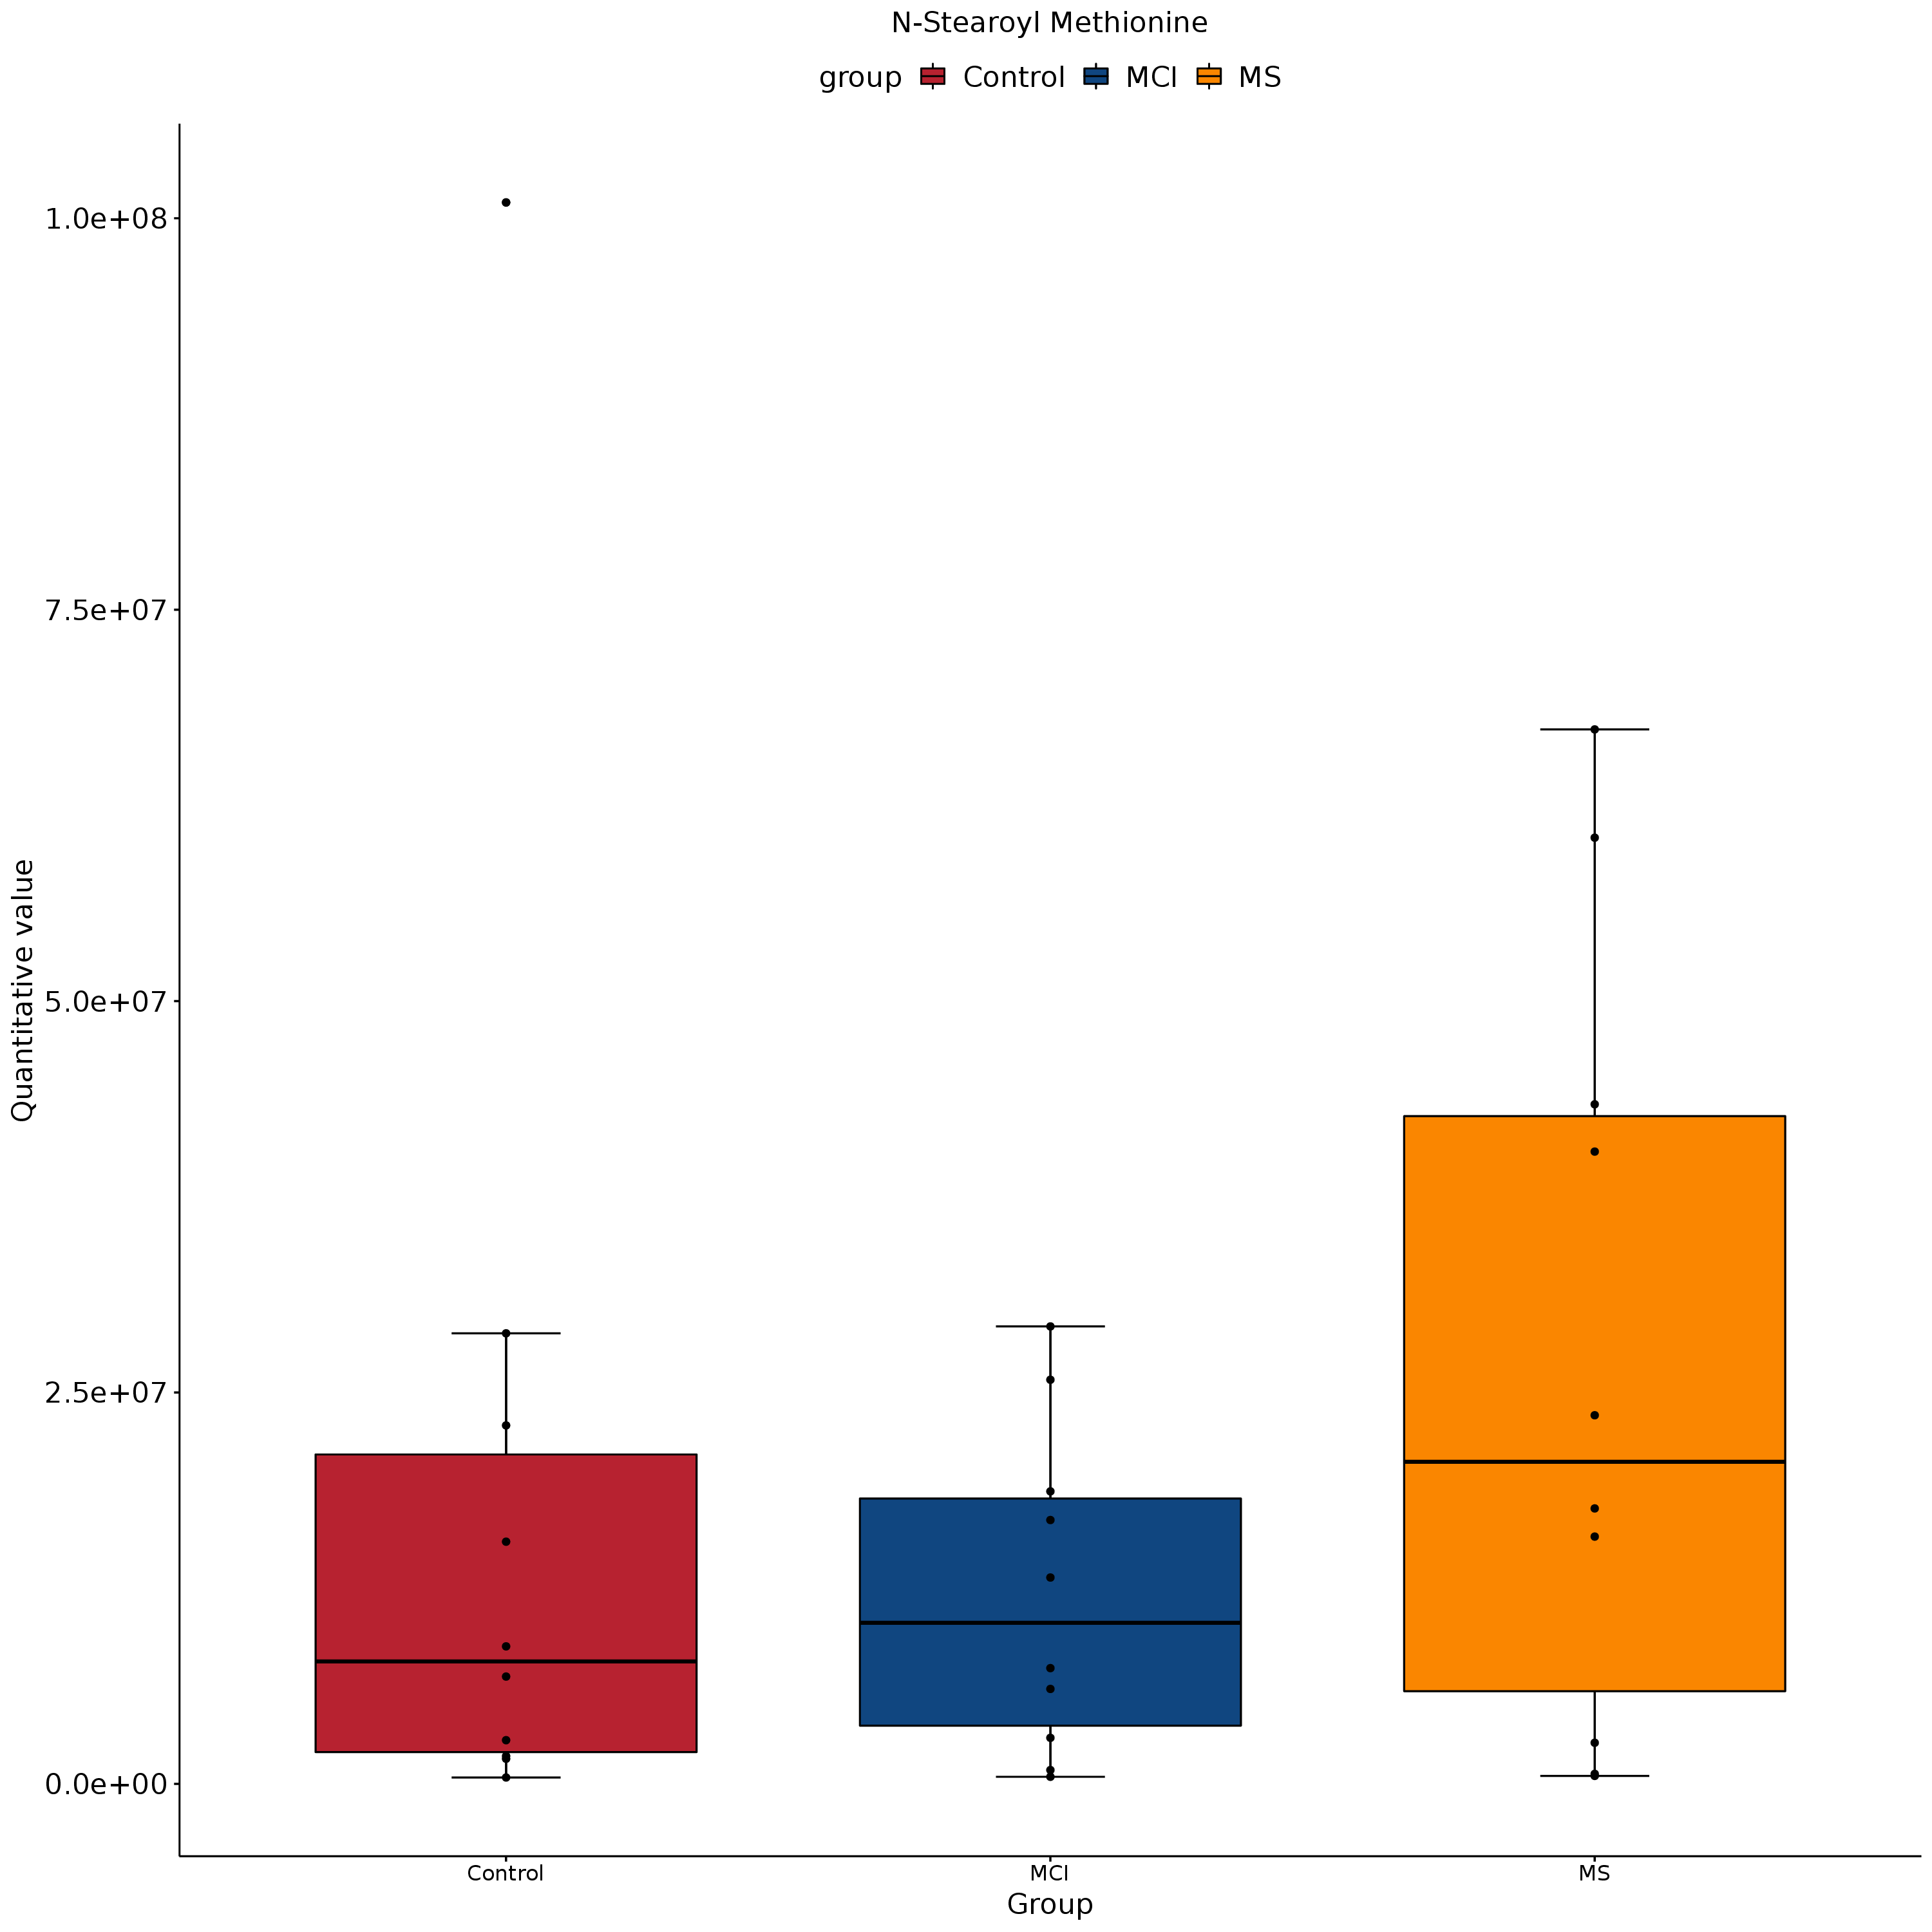 N-Stearoyl Methionine
group Control MCI MS
Quantitative value
1.0e+08
7.5e+07
5.0e+07
2.5e+07
0.0e+00
Control MCI MS
Group